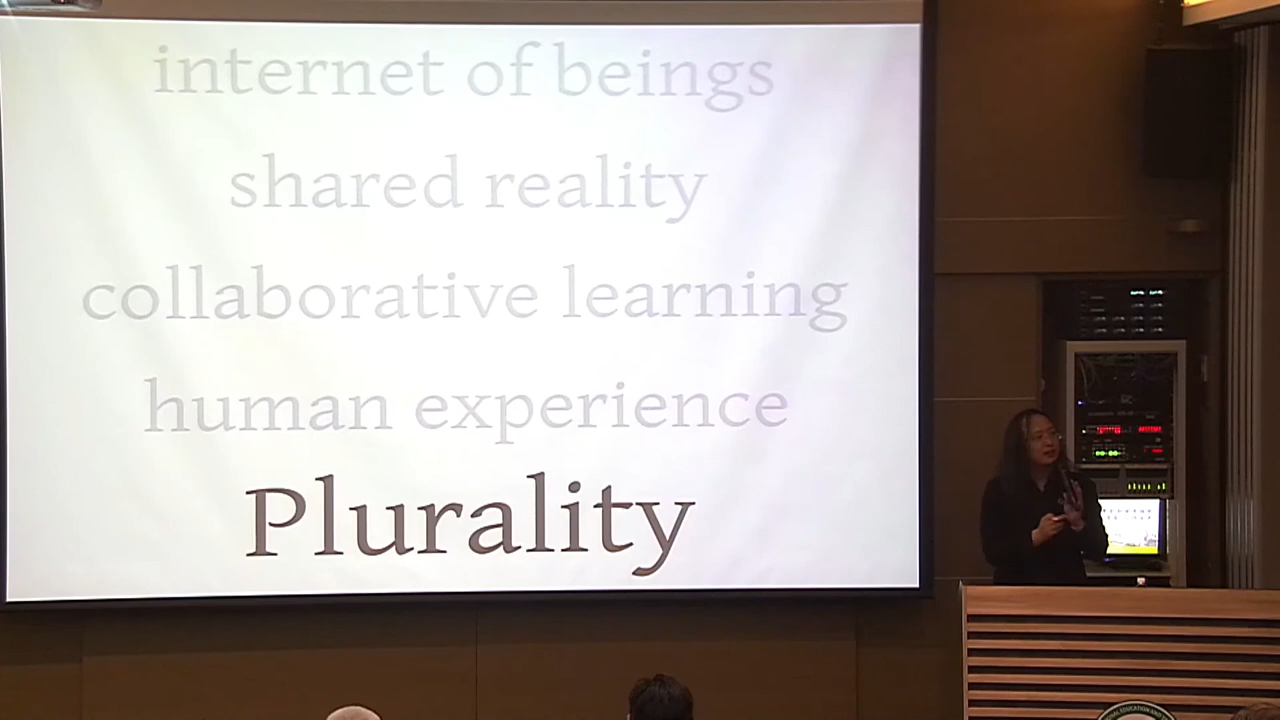 internet of beings
shared reality
collaborative learning
human experience
Plurality